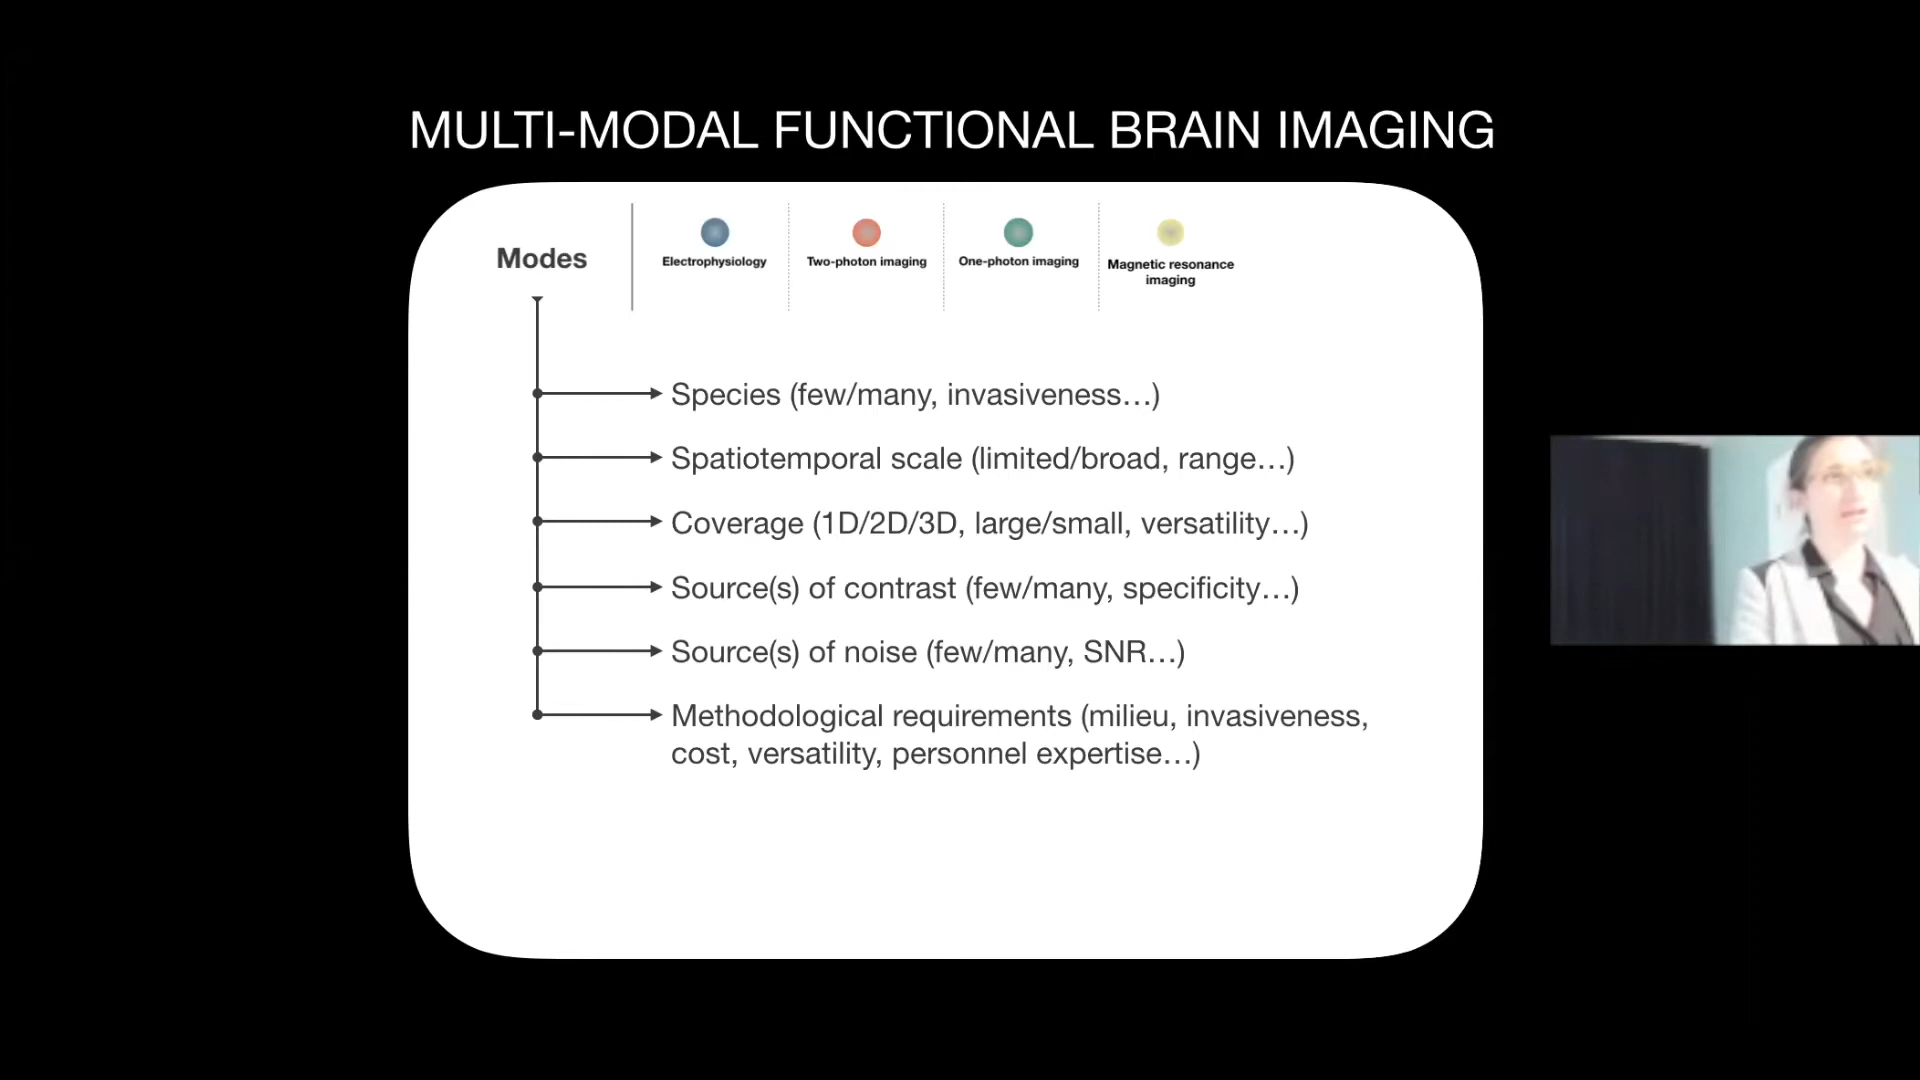 MULTI-MODAL FUNCTIONAL BRAIN IMAGING
Modes
Electrophysiology
Two-photon imaging
One-photon imaging
Magnetic resonance
imaging
Species (few/many, invasiveness…)
Spatiotemporal scale (limited/broad, range…)
Coverage (1D/2D/3D, large/small, versatility…)
Source(s) of contrast (few/many, specificity…)
Source(s) of noise (few/many, SNR…)
Methodological requirements (milieu, invasiveness,
cost, versatility, personnel expertise…)